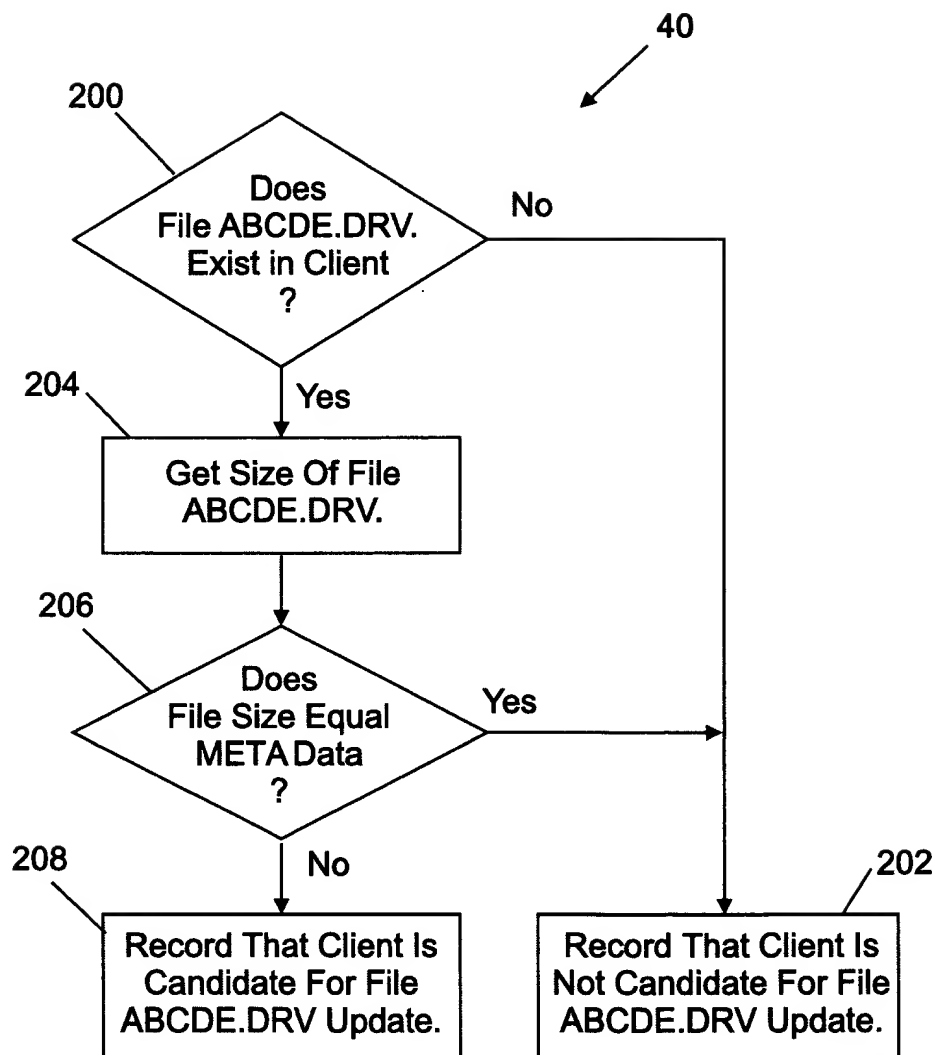 40
200
Does
File ABCDE.DRV.
Exist in Client
?
No
Yes
204
Get Size Of File
ABCDE.DRV.
206
Does
File Size Equal
META Data
?
Yes
No
208
Record That Client Is
Candidate For File
ABCDE.DRV Update.
202
Record That Client Is
Not Candidate For File
ABCDE.DRV Update.